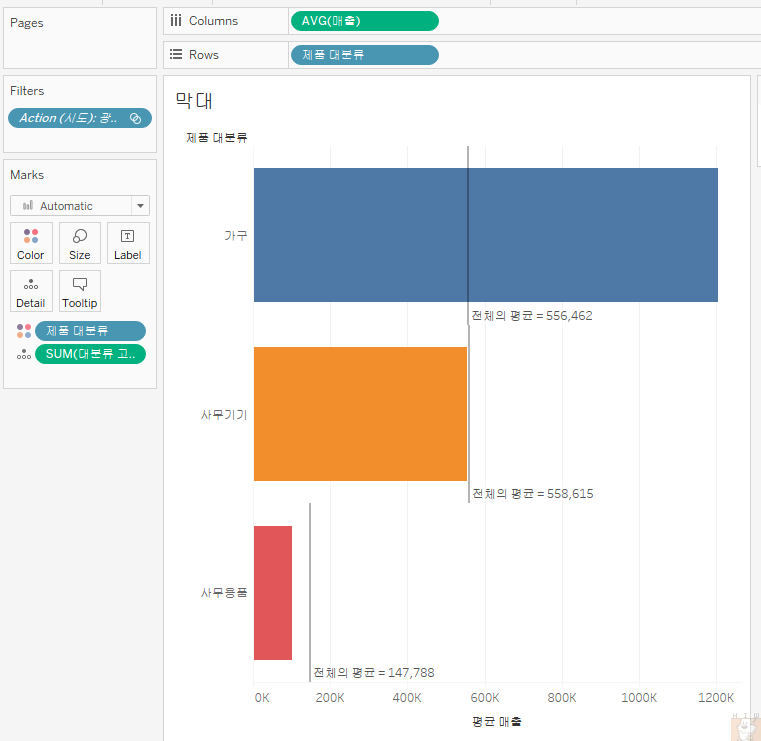 Pages
Columns
AVG(매출)
Rows
제품 대분류
Filters
Action (시도): 광..
Marks
Automatic
Color
Size
Label
Detail
Tooltip
제품 대분류
SUM(대분류 고..
막대
제품 대분류
가구
전체의 평균 = 556,462
사무기기
전체의 평균 = 558,615
사무용품
전체의 평균 = 147,788
0K 200K 400K 600K 800K 1000K 1200K
평균 매출